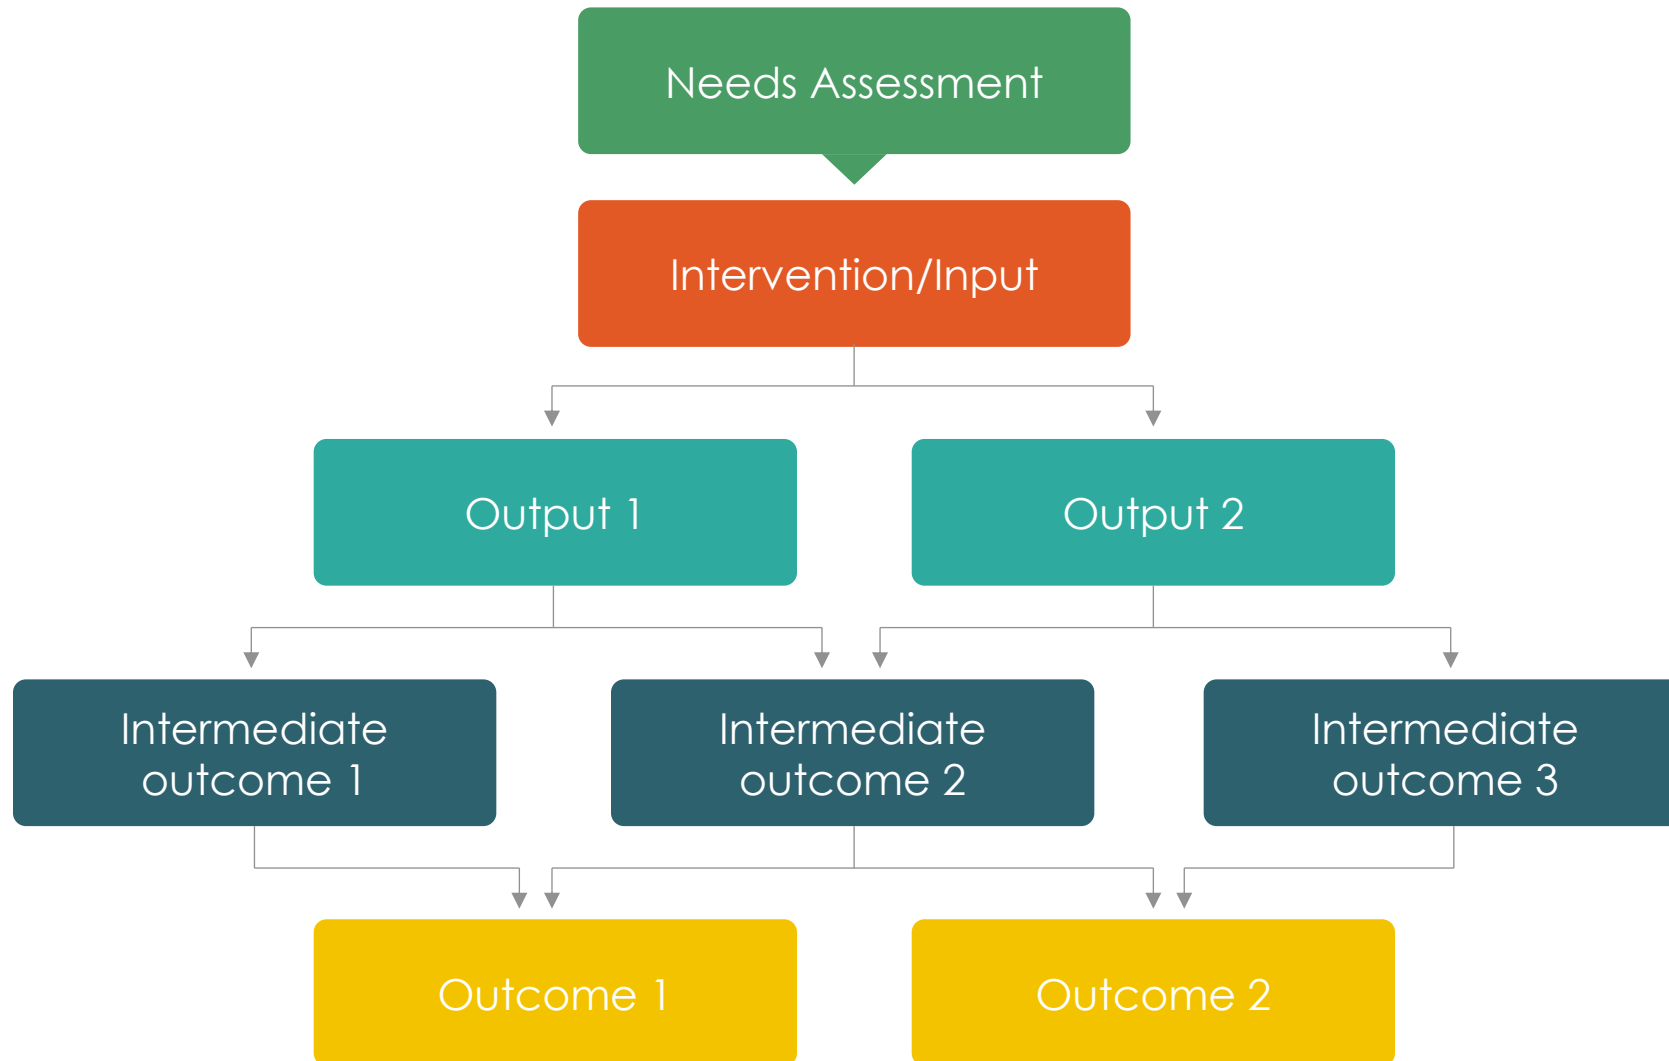 Needs Assessment
Intervention/Input
Output 1
Output 2
Intermediate
outcome 1
Intermediate
outcome 2
Intermediate
outcome 3
Outcome 1
Outcome 2